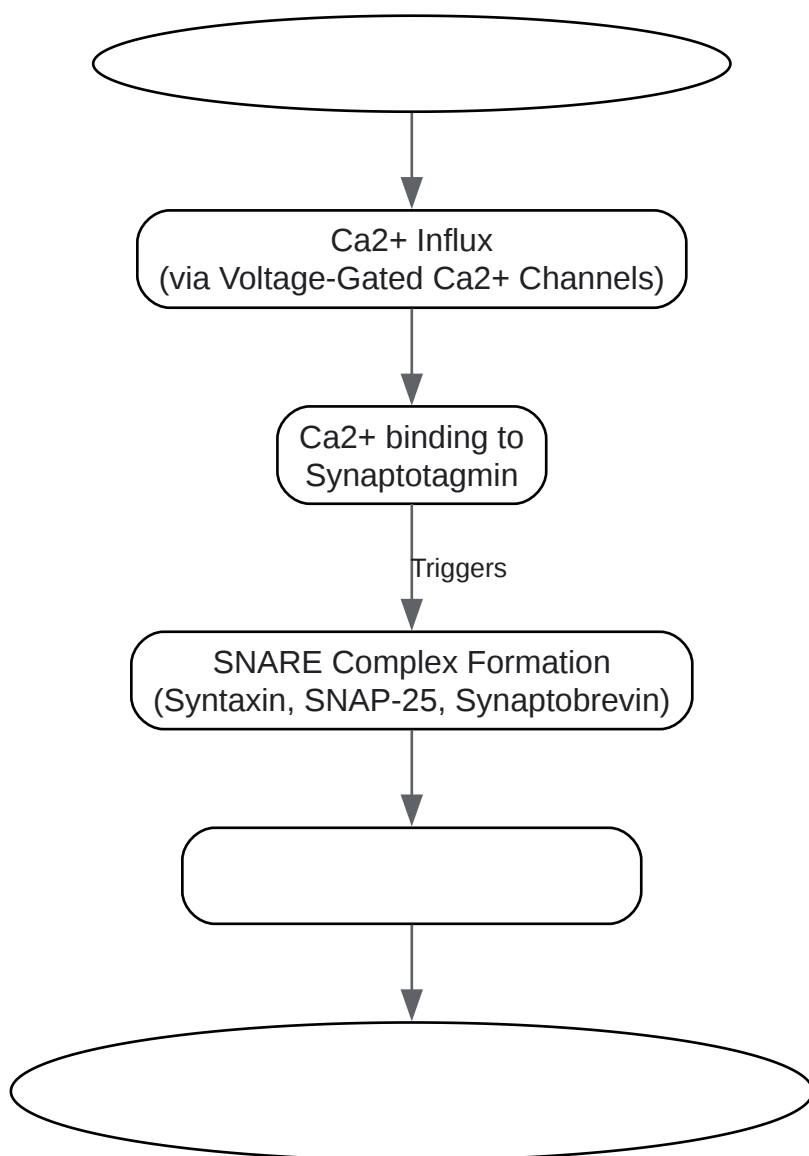 Ca2+ Influx
(via Voltage-Gated Ca2+ Channels)
Ca2+ binding to
Synaptotagmin
Triggers
SNARE Complex Formation
(Syntaxin, SNAP-25, Synaptobrevin)